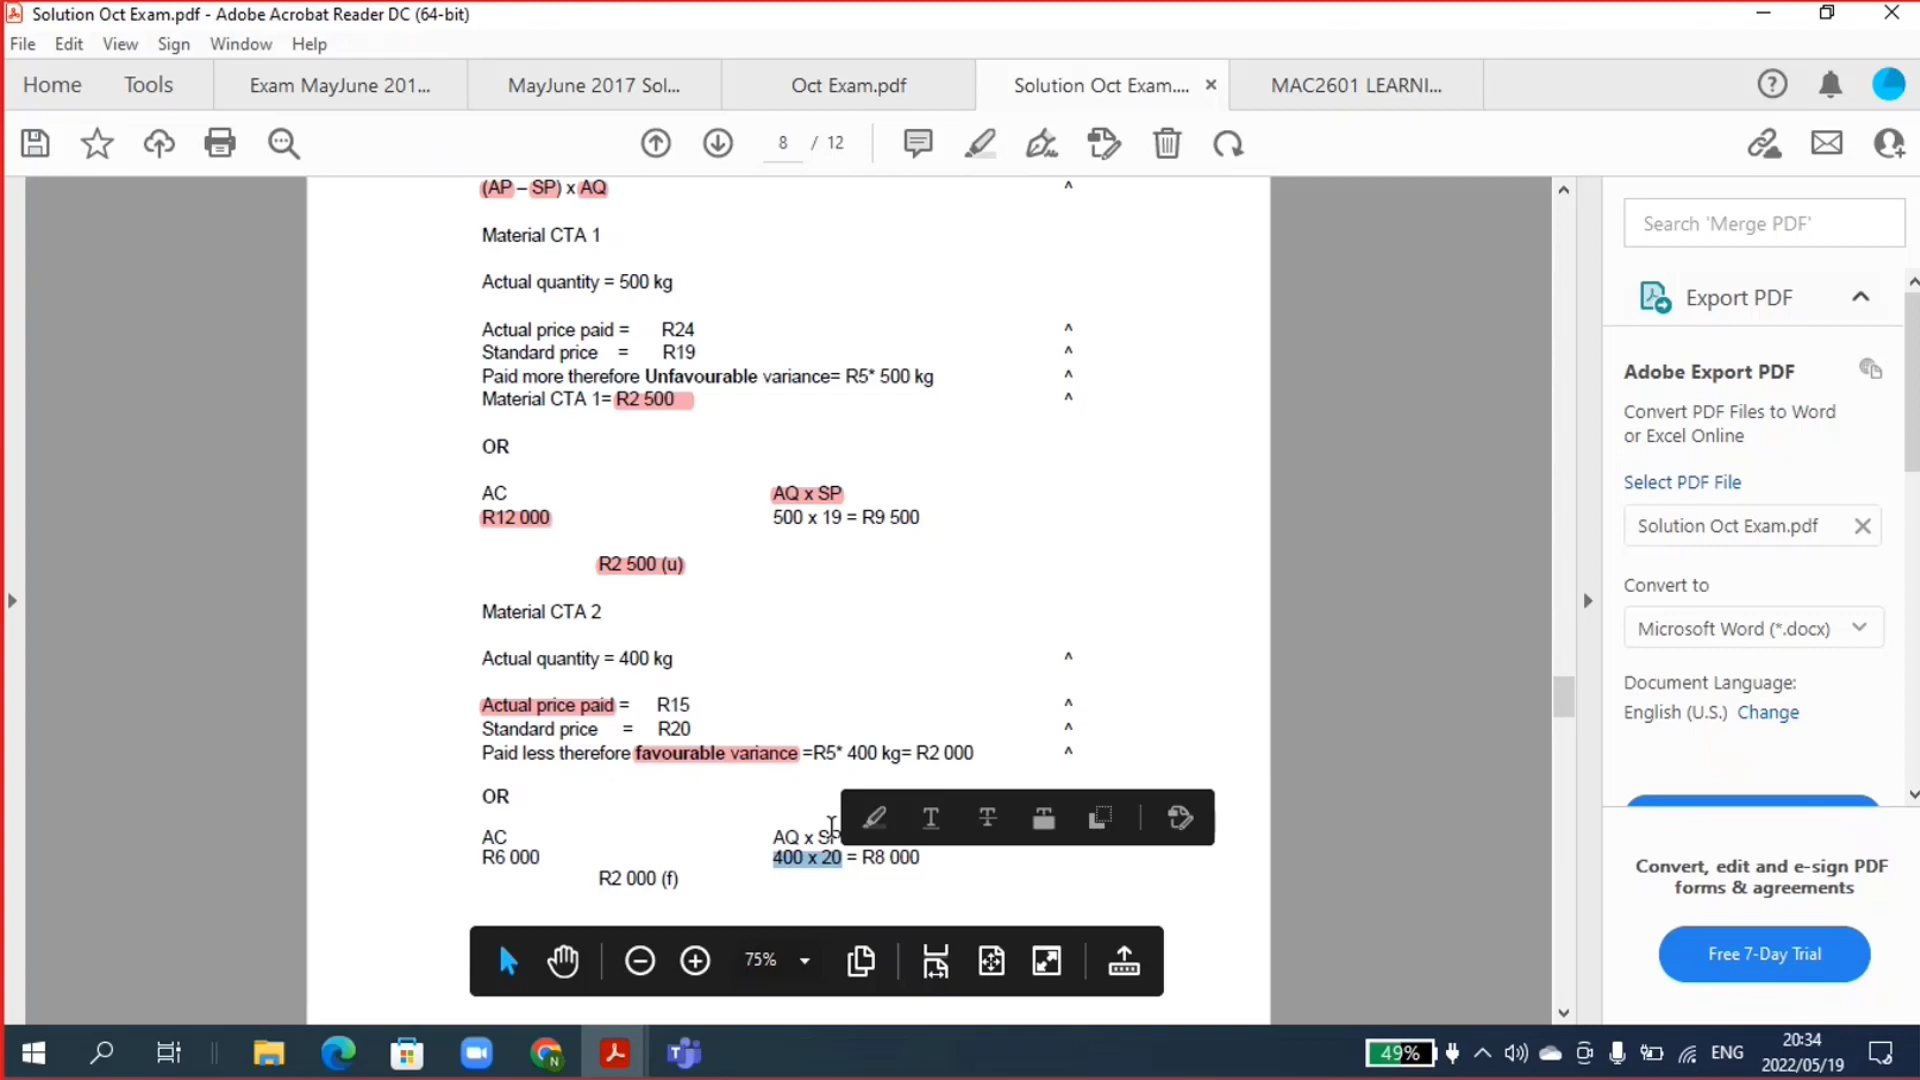 Solution Oct Exam.pdf - Adobe Acrobat Reader DC (64-bit)
File Edit View Sign Window Help
Home Tools Exam MayJune 201... MayJune 2017 Sol... Oct Exam.pdf Solution Oct Exam.... × MAC2601 LEARNI...
8 / 12
(AP – SP) x AQ ^
Material CTA 1
Actual quantity = 500 kg
Actual price paid = R24 ^
Standard price = R19 ^
Paid more therefore Unfavourable variance= R5* 500 kg ^
Material CTA 1= R2 500 ^
OR
AC AQ x SP
R12 000 500 x 19 = R9 500
R2 500 (u)
Material CTA 2
Actual quantity = 400 kg ^
Actual price paid = R15 ^
Standard price = R20 ^
Paid less therefore favourable variance =R5* 400 kg= R2 000 ^
OR
AC AQ x SP
R6 000 400 x 20 = R8 000
R2 000 (f)
75%
Search 'Merge PDF'
Export PDF
Adobe Export PDF
Convert PDF Files to Word
or Excel Online
Select PDF File
Solution Oct Exam.pdf
Convert to
Microsoft Word (*.docx)
Document Language:
English (U.S.) Change
Convert, edit and e-sign PDF
forms & agreements
Free 7-Day Trial
49% ENG 20:34
2022/05/19